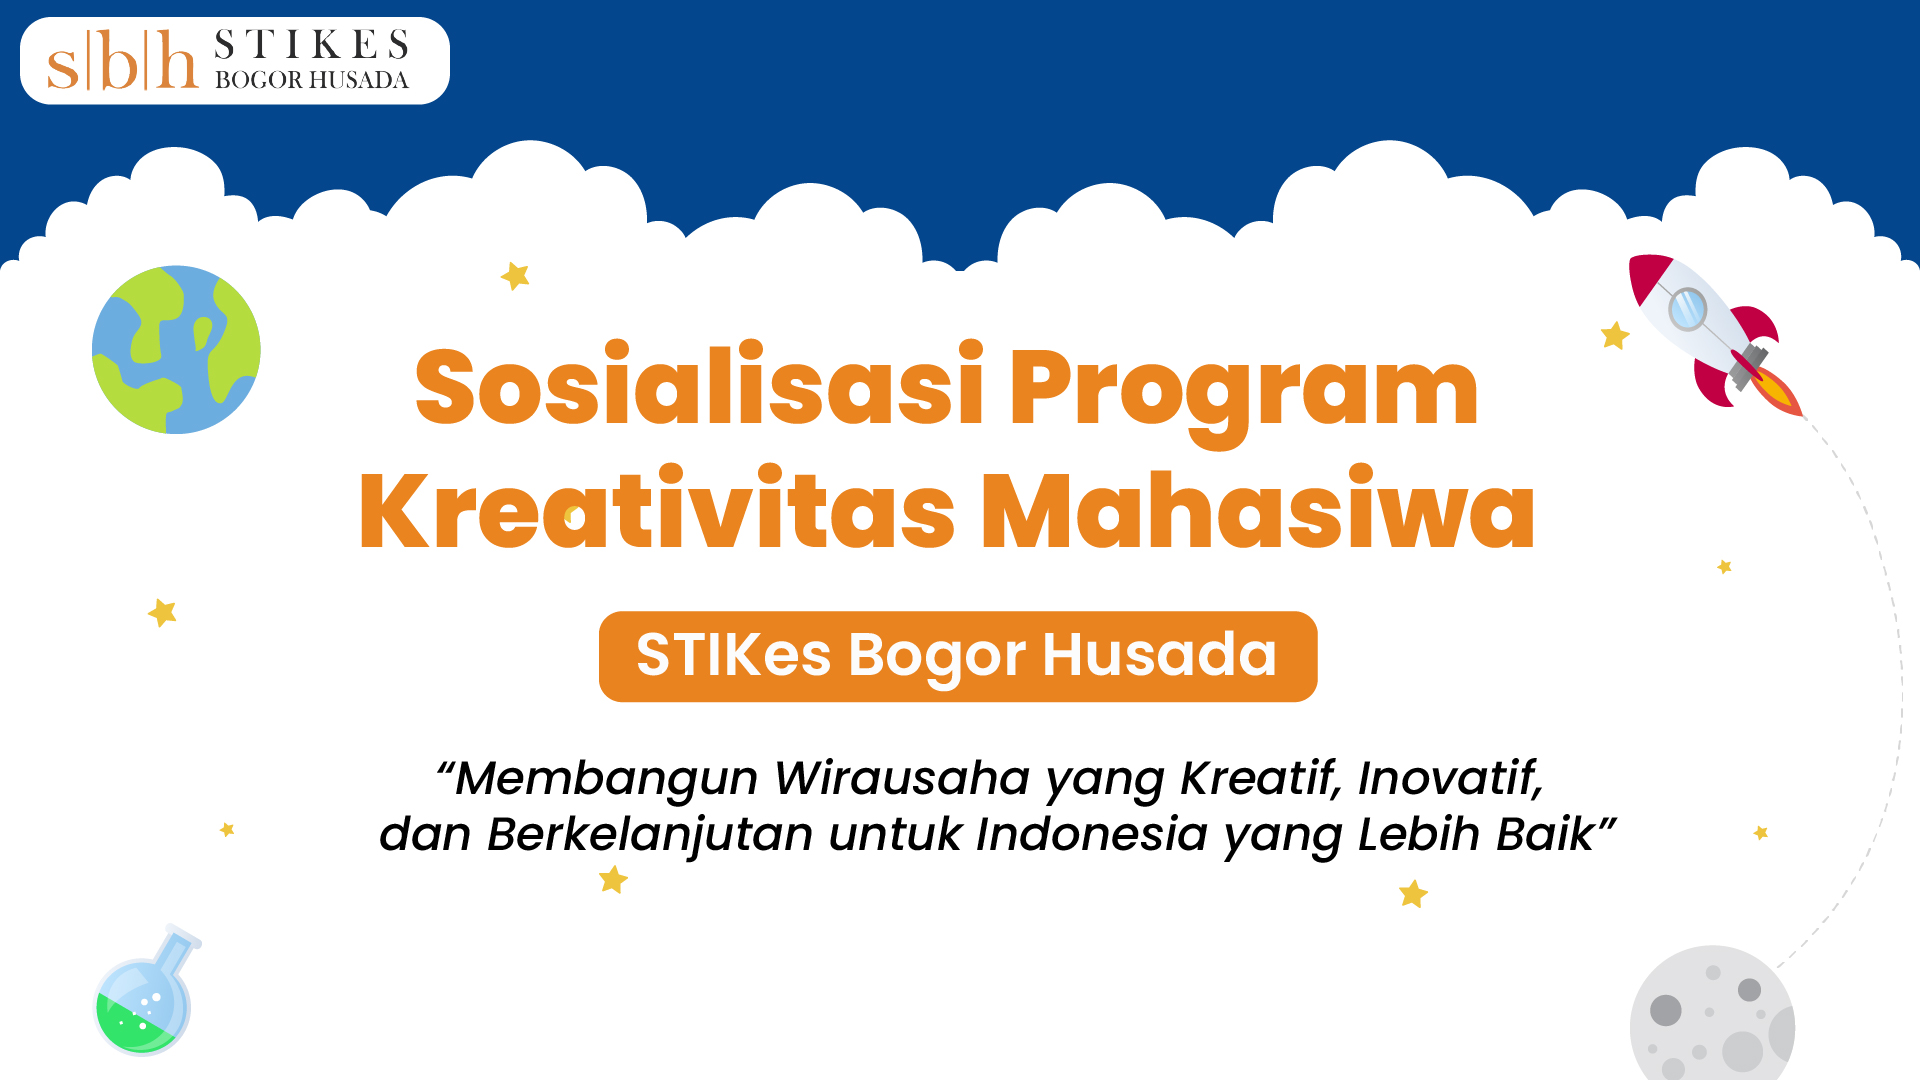 s|b|h STIKES
BOGOR HUSADA
Sosialisasi Program
Kreativitas Mahasiwa
STIKes Bogor Husada
“Membangun Wirausaha yang Kreatif, Inovatif,
dan Berkelanjutan untuk Indonesia yang Lebih Baik”